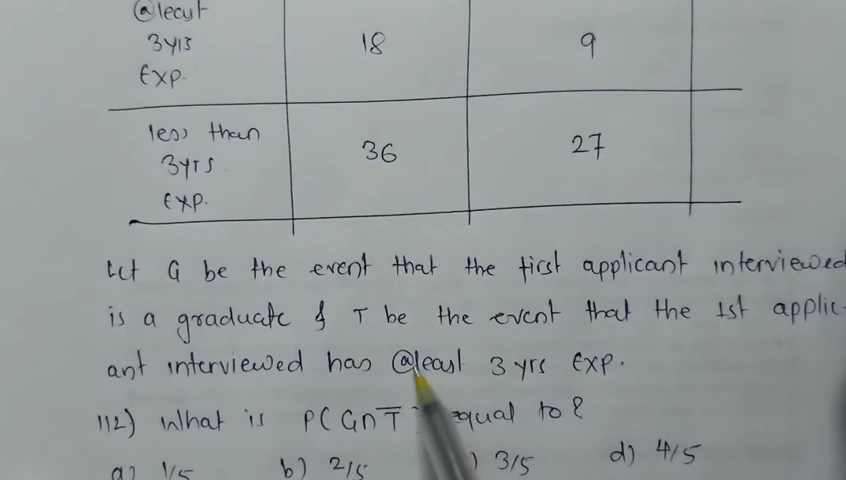 @least
3yrs 18 9
Exp.
less than
3yrs 36 27
Exp.
Let G be the event that the first applicant interviewed
is a graduate & T be the event that the 1st applic-
ant interviewed has @least 3 yrs Exp.
112) What is P(G∩T̅) equal to?
a) 1/5 b) 2/5 ) 3/5 d) 4/5